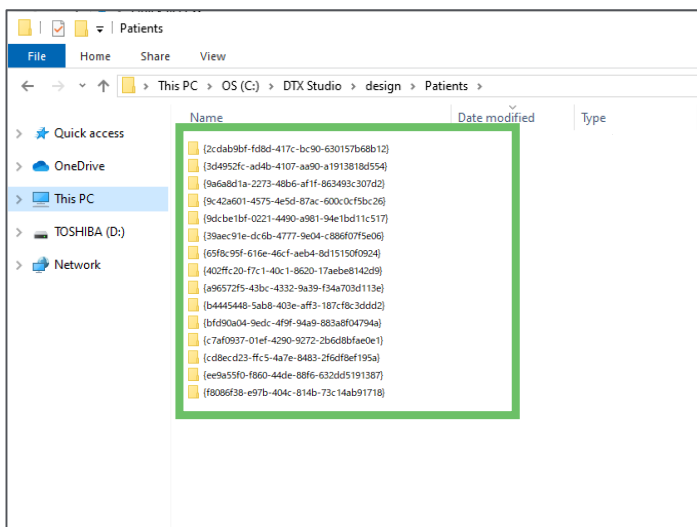 Patients
File Home Share View
This PC > OS (C:) > DTX Studio > design > Patients >
Name Date modified Type
Quick access
OneDrive
This PC
TOSHIBA (D:)
Network
{2cdab9bf-fd8d-417c-bc90-630157b68b12}
{3d4952fc-ad4b-4107-aa90-a1913818d554}
{9a6a8d1a-2273-48b6-af1f-863493c307d2}
{9c42a601-4575-4e5d-87ac-600c0cf5bc26}
{9dcbe1bf-0221-4490-a981-94e1bd11c517}
{39aec91e-dc6b-4777-9e04-c886f07f5e06}
{65f8c95f-616e-46cf-aeb4-8d15150f0924}
{402ffc20-f7c1-40c1-8620-17aebe8142d9}
{a96572f5-43bc-4332-9a39-f34a703d113e}
{b4445448-5ab8-403e-aff3-187cf8c3ddd2}
{bfd90a04-9edc-4f9f-94a9-883a8f04794a}
{c7af0937-01ef-4290-9272-2b6d8bfae0e1}
{cd8ecd23-ffc5-4a7e-8483-2f6df8ef195a}
{ee9a55f0-f860-44de-88f6-632dd5191387}
{f8086f38-e97b-404c-814b-73c14ab91718}